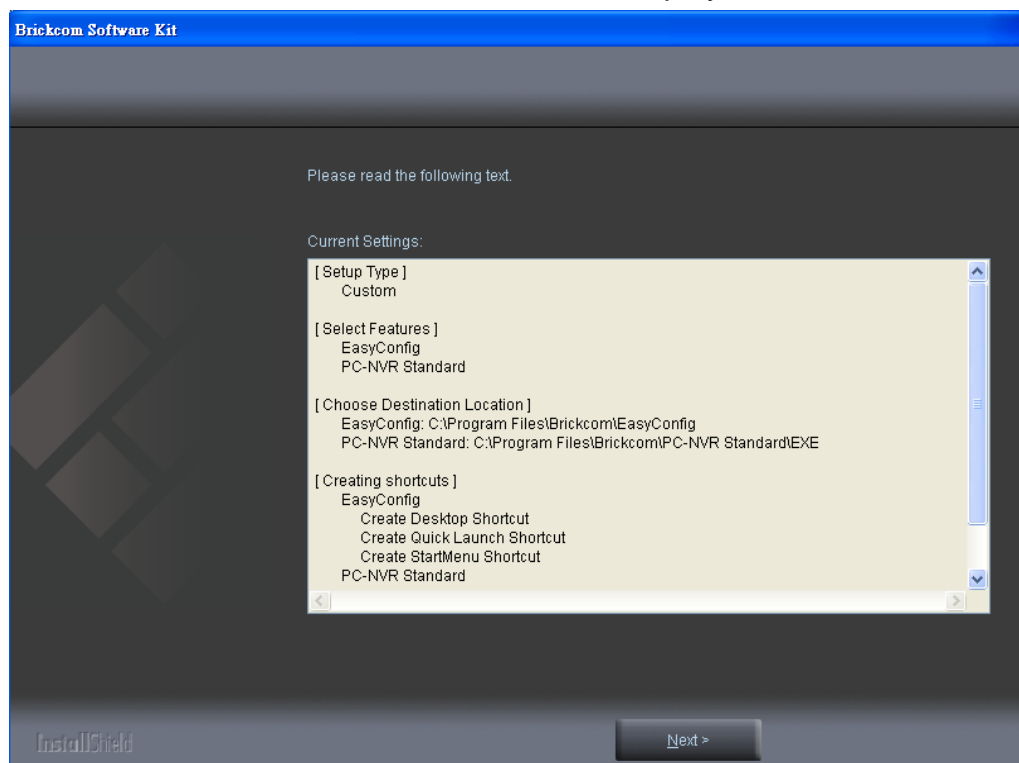 Brickcom Software Kit
Please read the following text.
Current Settings:
[ Setup Type ]
Custom
[ Select Features ]
EasyConfig
PC-NVR Standard
[ Choose Destination Location ]
EasyConfig: C:\Program Files\Brickcom\EasyConfig
PC-NVR Standard: C:\Program Files\Brickcom\PC-NVR Standard\EXE
[ Creating shortcuts ]
EasyConfig
Create Desktop Shortcut
Create Quick Launch Shortcut
Create StartMenu Shortcut
PC-NVR Standard
InstallShield
Next >